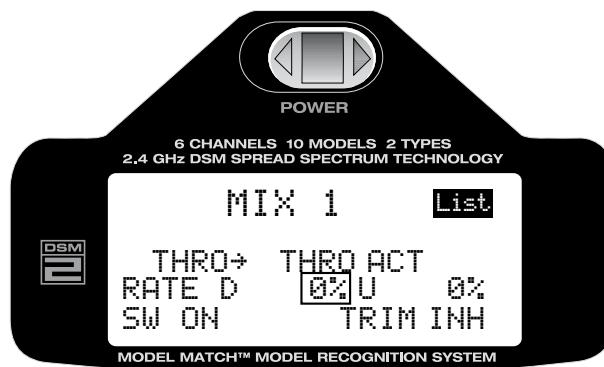 POWER
6 CHANNELS 10 MODELS 2 TYPES
2.4 GHz DSM SPREAD SPECTRUM TECHNOLOGY
MIX 1 List
DSM
2
THRO→ THRO ACT
RATE D 0% U 0%
SW ON TRIM INH
MODEL MATCH™ MODEL RECOGNITION SYSTEM